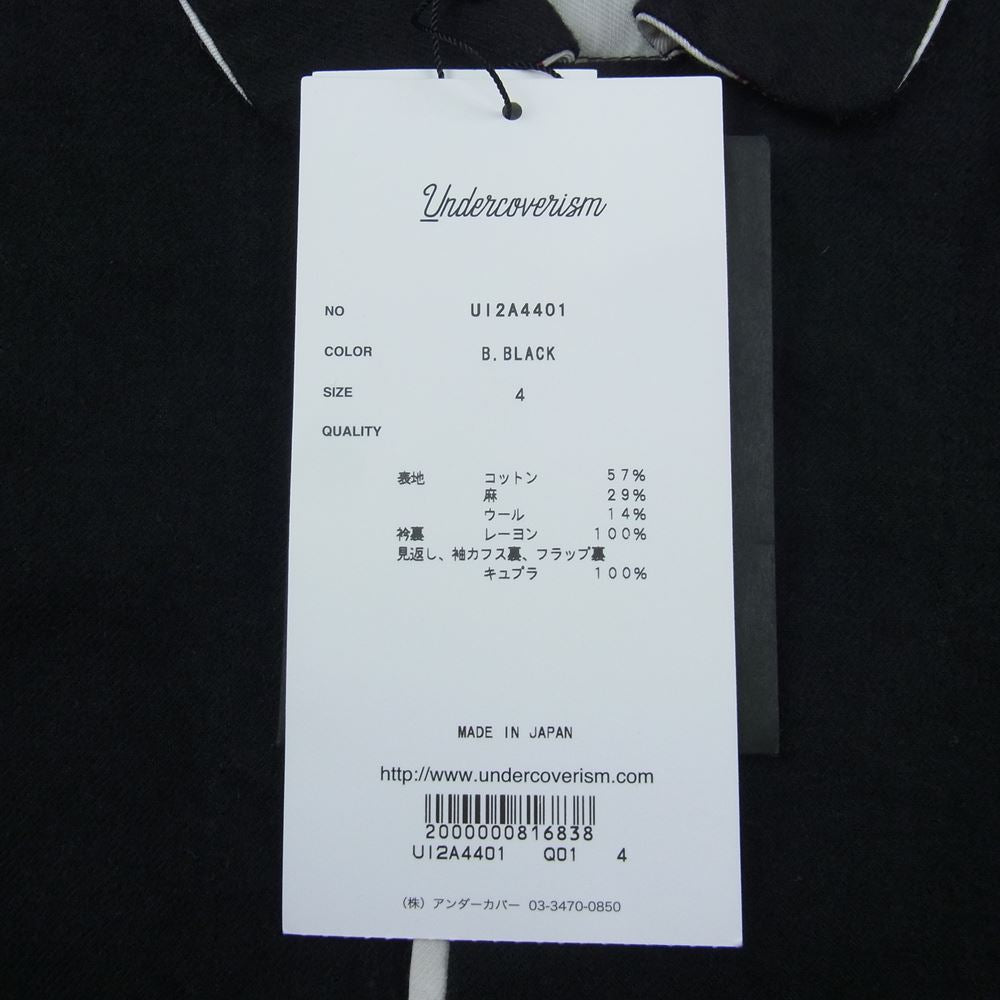 Undercoverism
NO UI2A4401
COLOR B.BLACK
SIZE 4
QUALITY
表地 コットン 57%
麻 29%
ウール 14%
衿裏 レーヨン 100%
見返し、袖カフス裏、フラップ裏
キュプラ 100%
MADE IN JAPAN
http://www.undercoverism.com
2000000816838
UI2A4401 Q01 4
(株) アンダーカバー 03-3470-0850